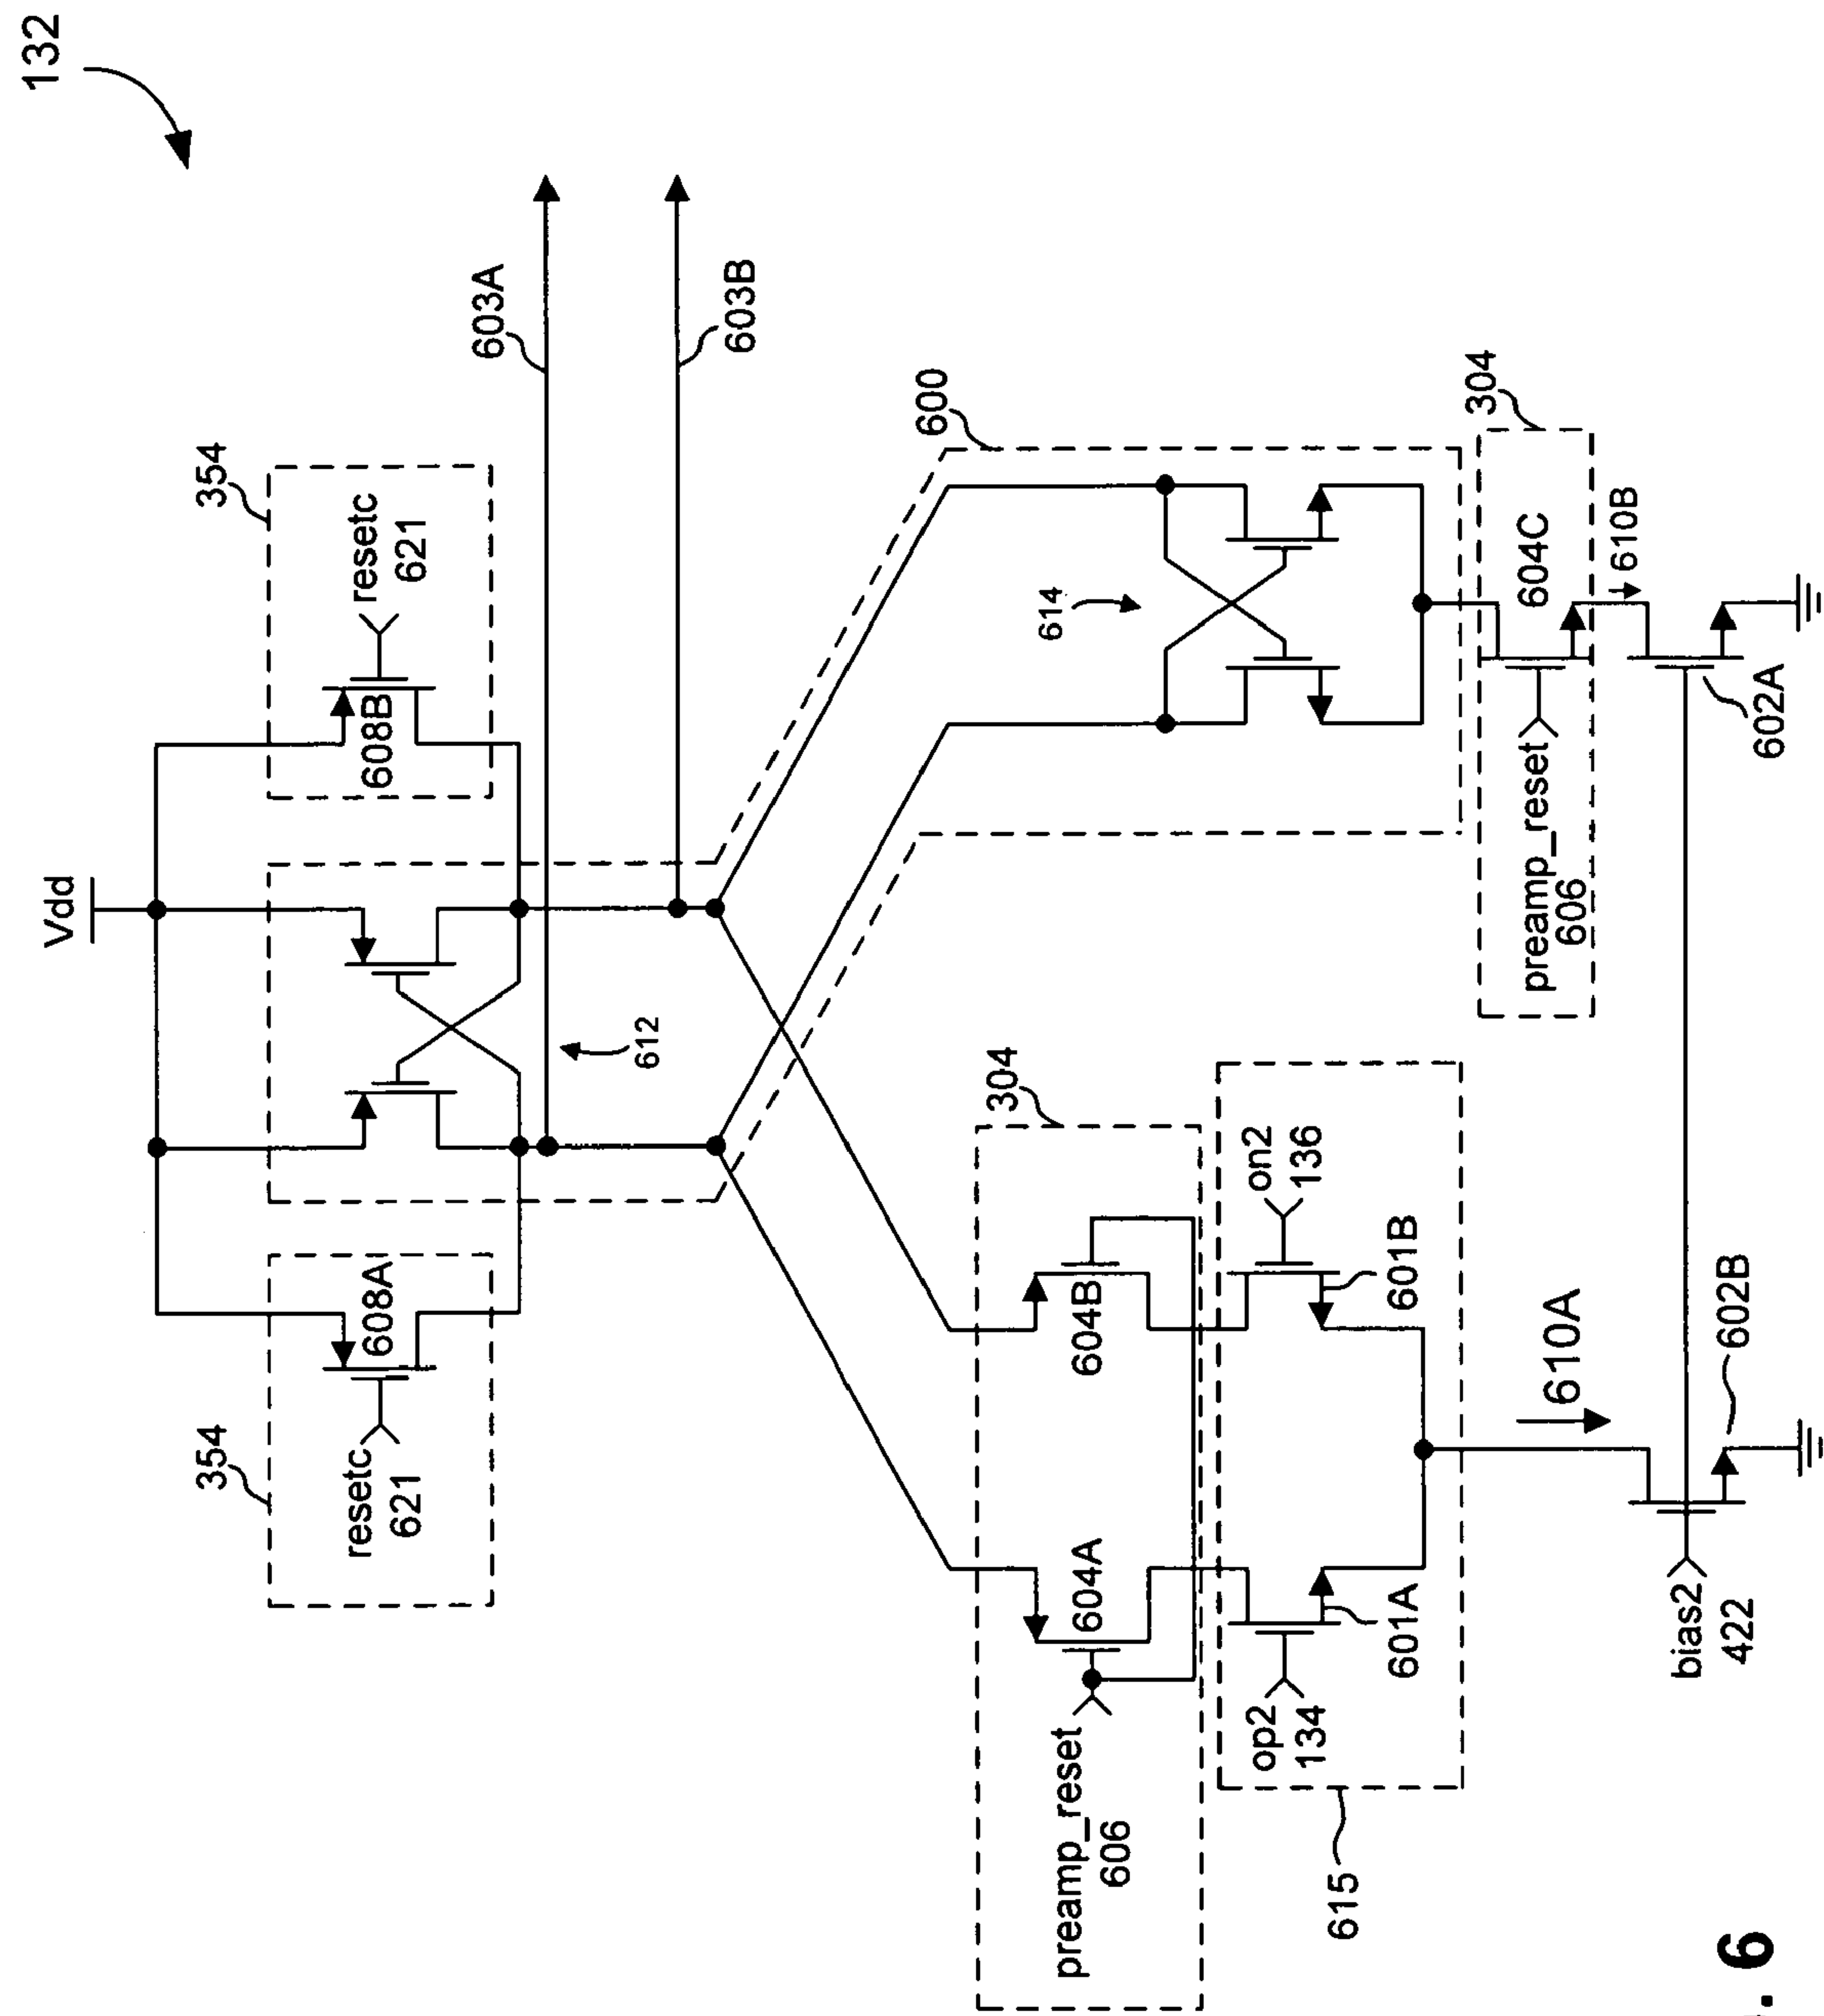 132
Vdd
354
resetc
621
608A
608B
resetc
621
354
612
603A
603B
600
614
304
604A
604B
preamp_reset
606
op2
134
601A
on2
136
601B
615
610A
bias2
422
602B
304
604C
preamp_reset
606
610B
602A
. 6